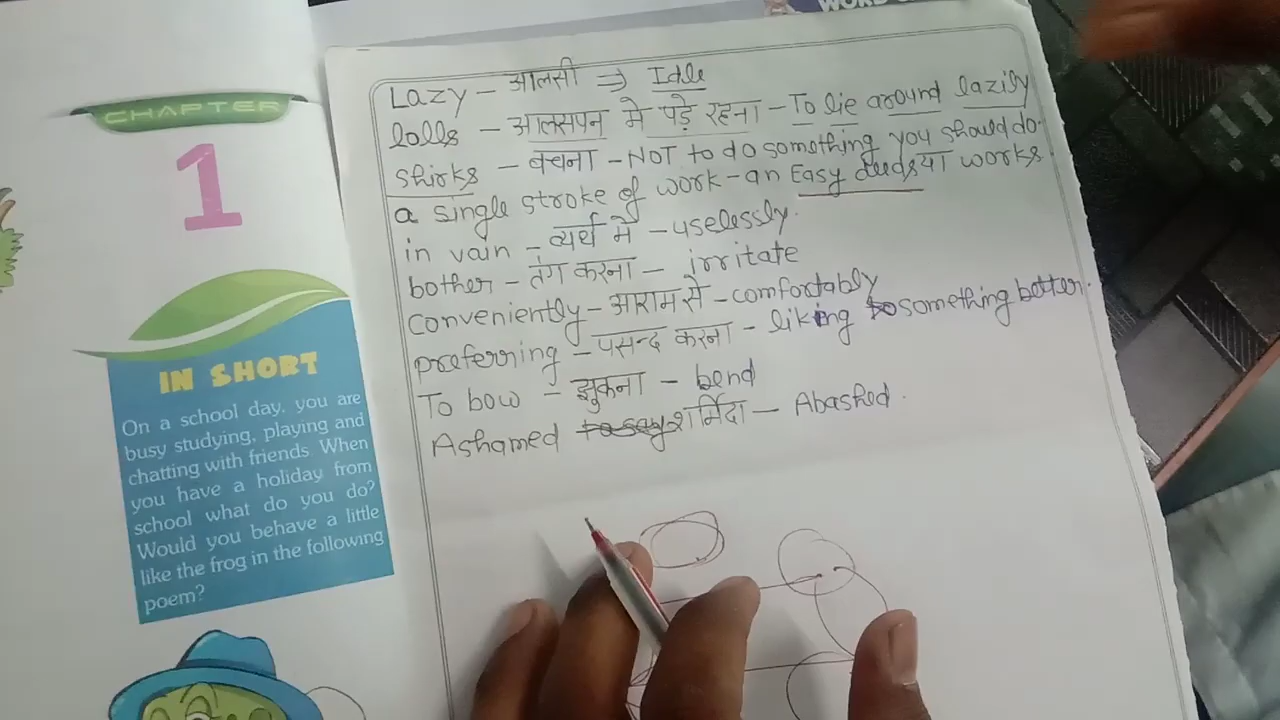 CHAPTER
1
IN SHORT
On a school day, you are
busy studying, playing and
chatting with friends. When
you have a holiday from
school what do you do?
Would you behave a little
like the frog in the following
poem?
WORD
Lazy – आलसी ⇒ Idle
lolls – आलसपन मे पड़े रहना – To lie around lazily
shirks – बचना – NOT to do something you should do.
a single stroke of work – an Easy deeds या works.
in vain – व्यर्थ मे – uselessly.
bother – तंग करना – irritate
Conveniently – आराम से – comfortably
preferring – पसन्द करना – liking something better.
To bow – झुकना – bend
Ashamed शर्मिदा – Abashed.